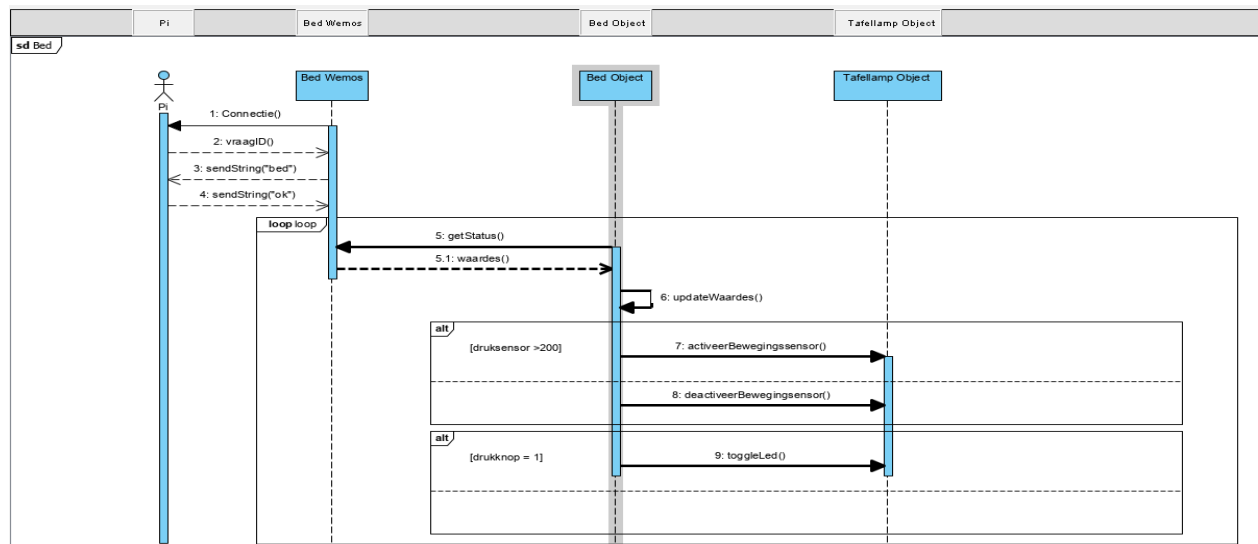 Pi Bed Wemos Bed Object Tafellamp Object
sd Bed
Bed Wemos Bed Object Tafellamp Object
Pi
1: Connectie()
2: vraagID()
3: sendString("bed")
4: sendString("ok")
loop loop
5: getStatus()
5.1: waardes()
6: updateWaardes()
alt
[druksensor >200] 7: activeerBewegingssensor()
8: deactiveerBewegingsensor()
alt
[drukknop = 1] 9: toggleLed()